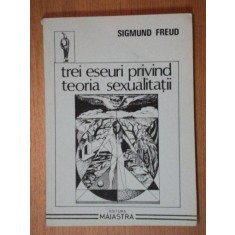 SIGMUND FREUD
trei eseuri privind
teoria sexualității
EDITURA
MAIASTRA